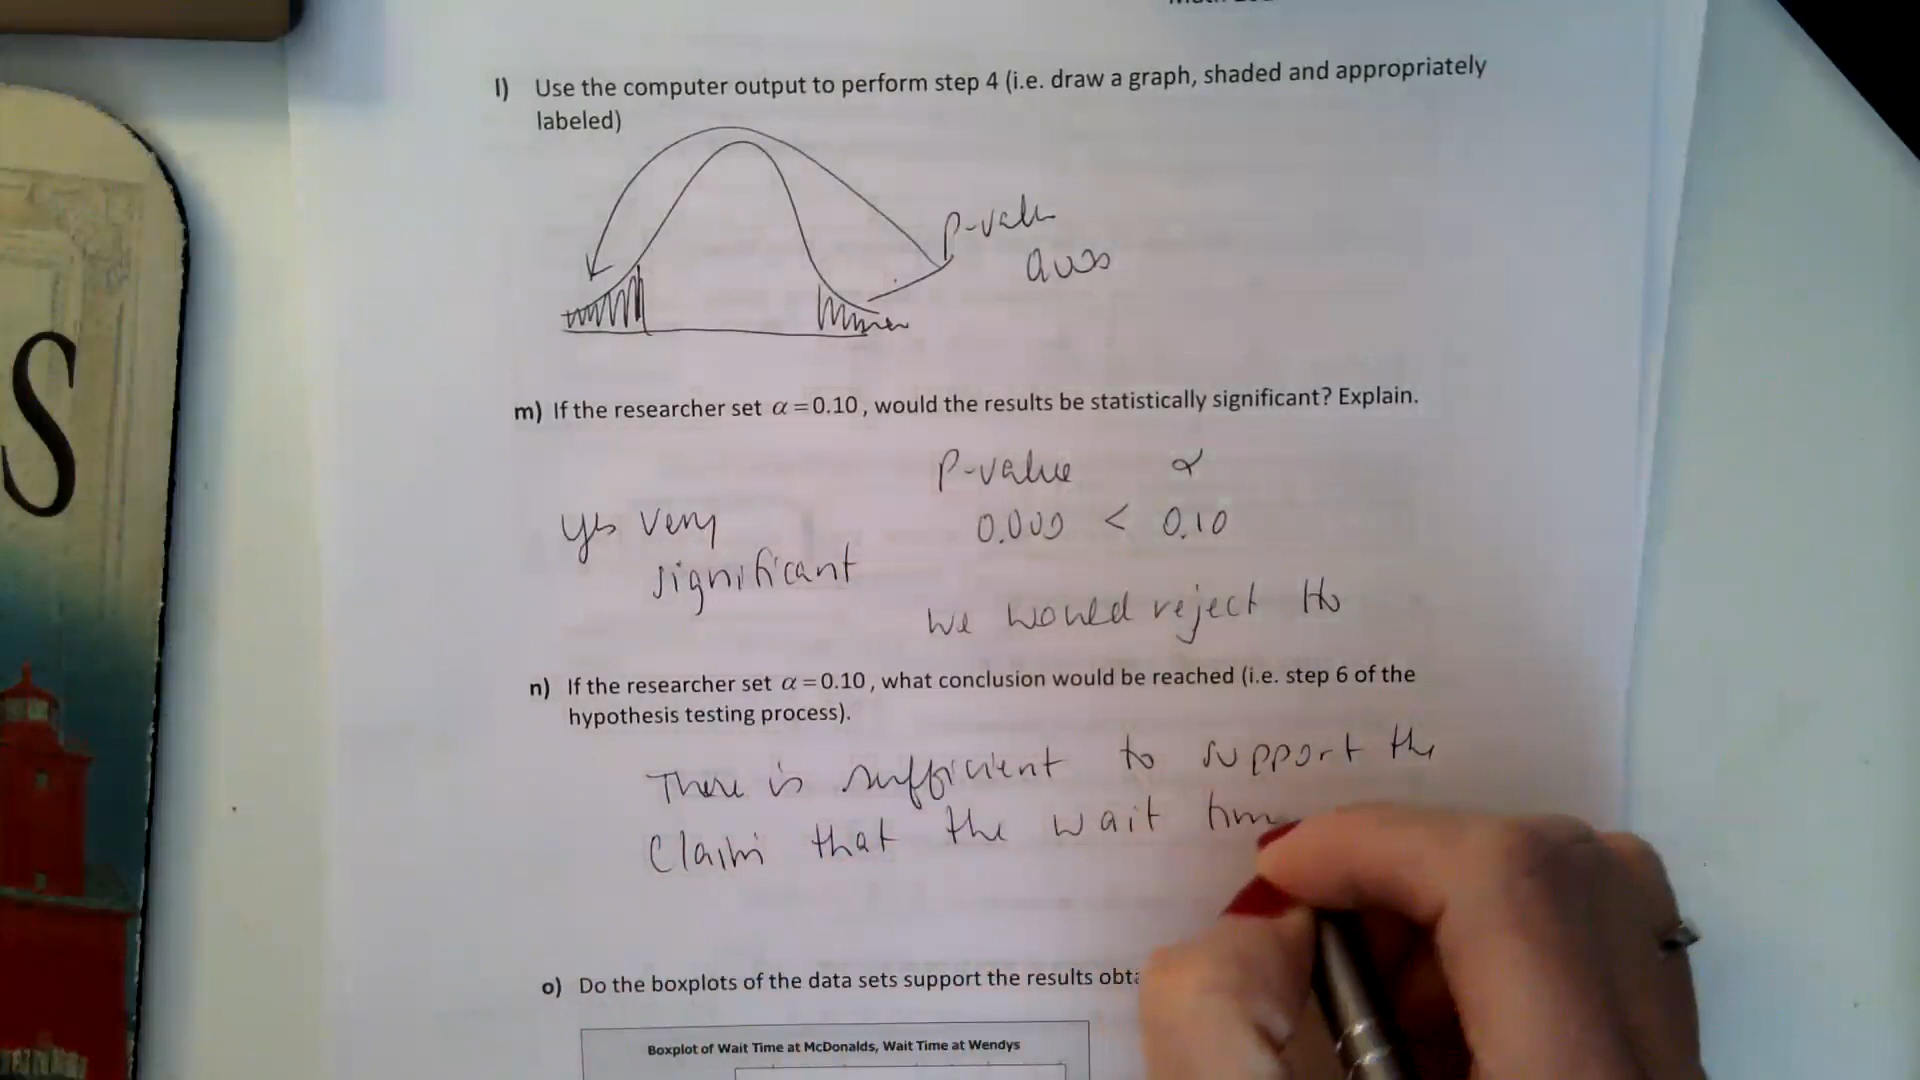 l) Use the computer output to perform step 4 (i.e. draw a graph, shaded and appropriately
labeled)
p-valu
m) If the researcher set α = 0.10, would the results be statistically significant? Explain.
P-value α
yes very 0.000 < 0.10
significant
we would reject Ho
n) If the researcher set α = 0.10, what conclusion would be reached (i.e. step 6 of the
hypothesis testing process).
There is sufficient to support the
Claim that the wait tim
o) Do the boxplots of the data sets support the results obta
Boxplot of Wait Time at McDonalds, Wait Time at Wendys
S